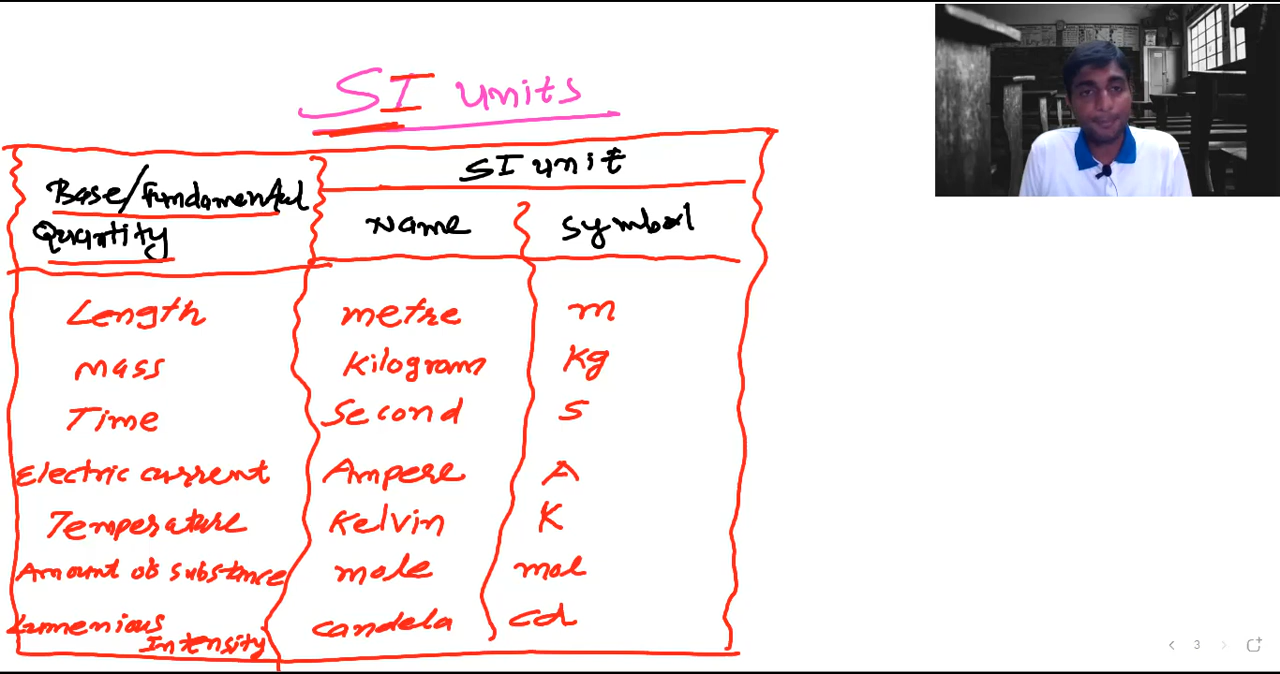 SI units
Base/Fundamental Quantity SI unit
Name Symbol
Length metre m
Mass Kilogram Kg
Time Second S
Electric current Ampere A
Temperature Kelvin K
Amount of substance mole mol
Lumenious Intensity candela cd
3